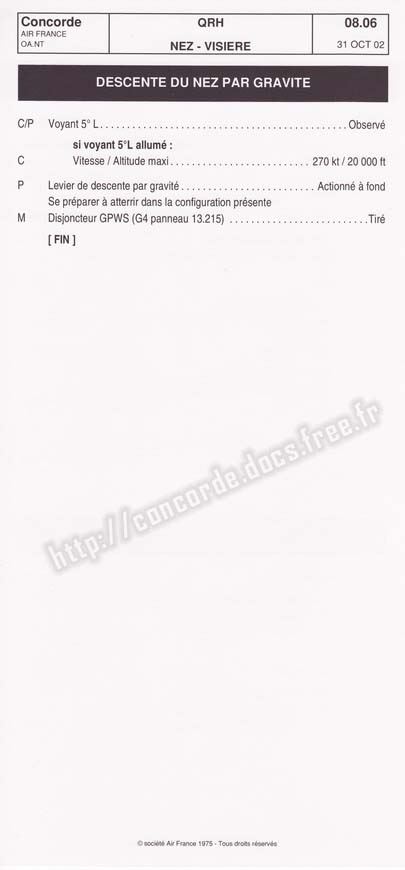 Concorde QRH 08.06
AIR FRANCE
OA.NT NEZ - VISIERE 31 OCT 02
DESCENTE DU NEZ PAR GRAVITE
C/P Voyant 5° L . . . . . . . . . . . . . . . . . . . . . . . . . . . . . . . . . . . . . . . . Observé
si voyant 5°L allumé :
C Vitesse / Altitude maxi . . . . . . . . . . . . . . . . . . . . . . . 270 kt / 20 000 ft
P Levier de descente par gravité . . . . . . . . . . . . . . . . . . . . . . Actionné à fond
Se préparer à atterrir dans la configuration présente
M Disjoncteur GPWS (G4 panneau 13.215) . . . . . . . . . . . . . . . . . . . . . . . Tiré
[ FIN ]
http://concorde.docs.free.fr
© société Air France 1975 - Tous droits réservés